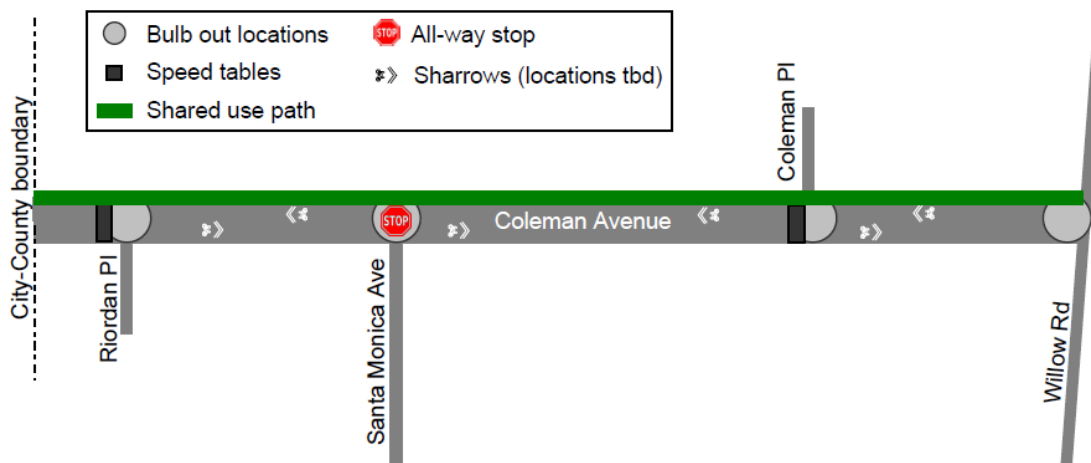 Bulb out locations
STOP
All-way stop
Speed tables
Sharrows (locations tbd)
Shared use path
City-County boundary
Coleman Pl
STOP
Coleman Avenue
Riordan Pl
Santa Monica Ave
Willow Rd